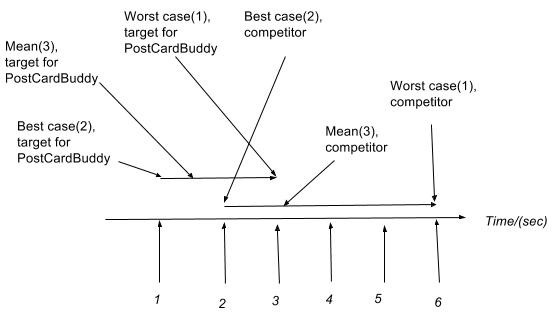 Worst case(1),
target for
PostCardBuddy
Best case(2),
competitor
Mean(3),
target for
PostCardBuddy
Worst case(1),
competitor
Best case(2),
target for
PostCardBuddy
Mean(3),
competitor
Time/(sec)
1
2
3
4
5
6